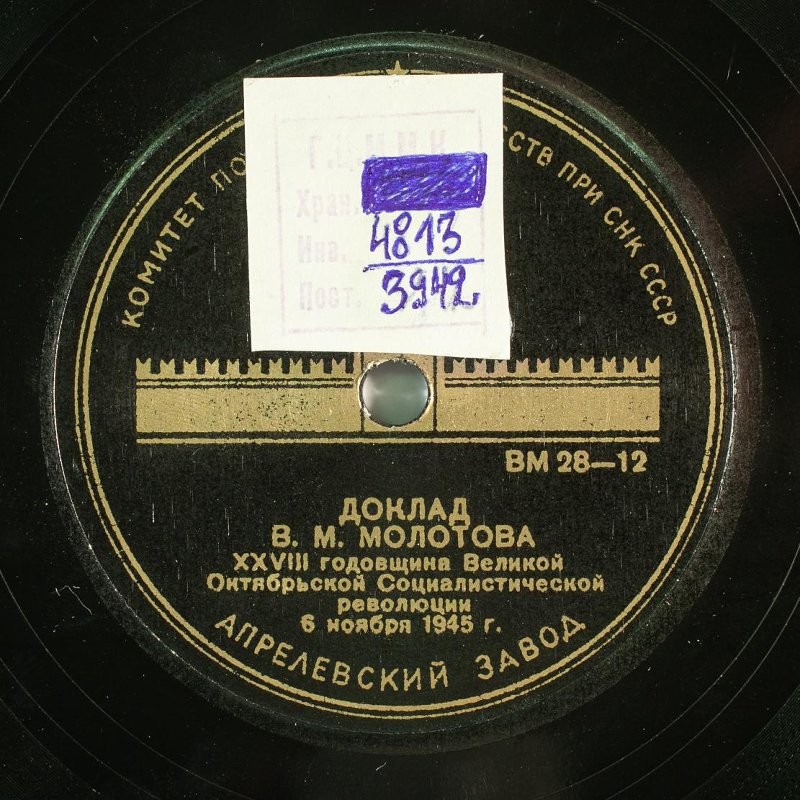 КОМИТЕТ ПО ССТВ ПРИ СНК СССР
Г.Ц.М.М.К
Хран.
Инв. 4813
Пост. 3942.
ВМ 28—12
ДОКЛАД
В. М. МОЛОТОВА
XXVIII годовщина Великой
Октябрьской Социалистической
революции
6 ноября 1945 г.
АПРЕЛЕВСКИЙ ЗАВОД